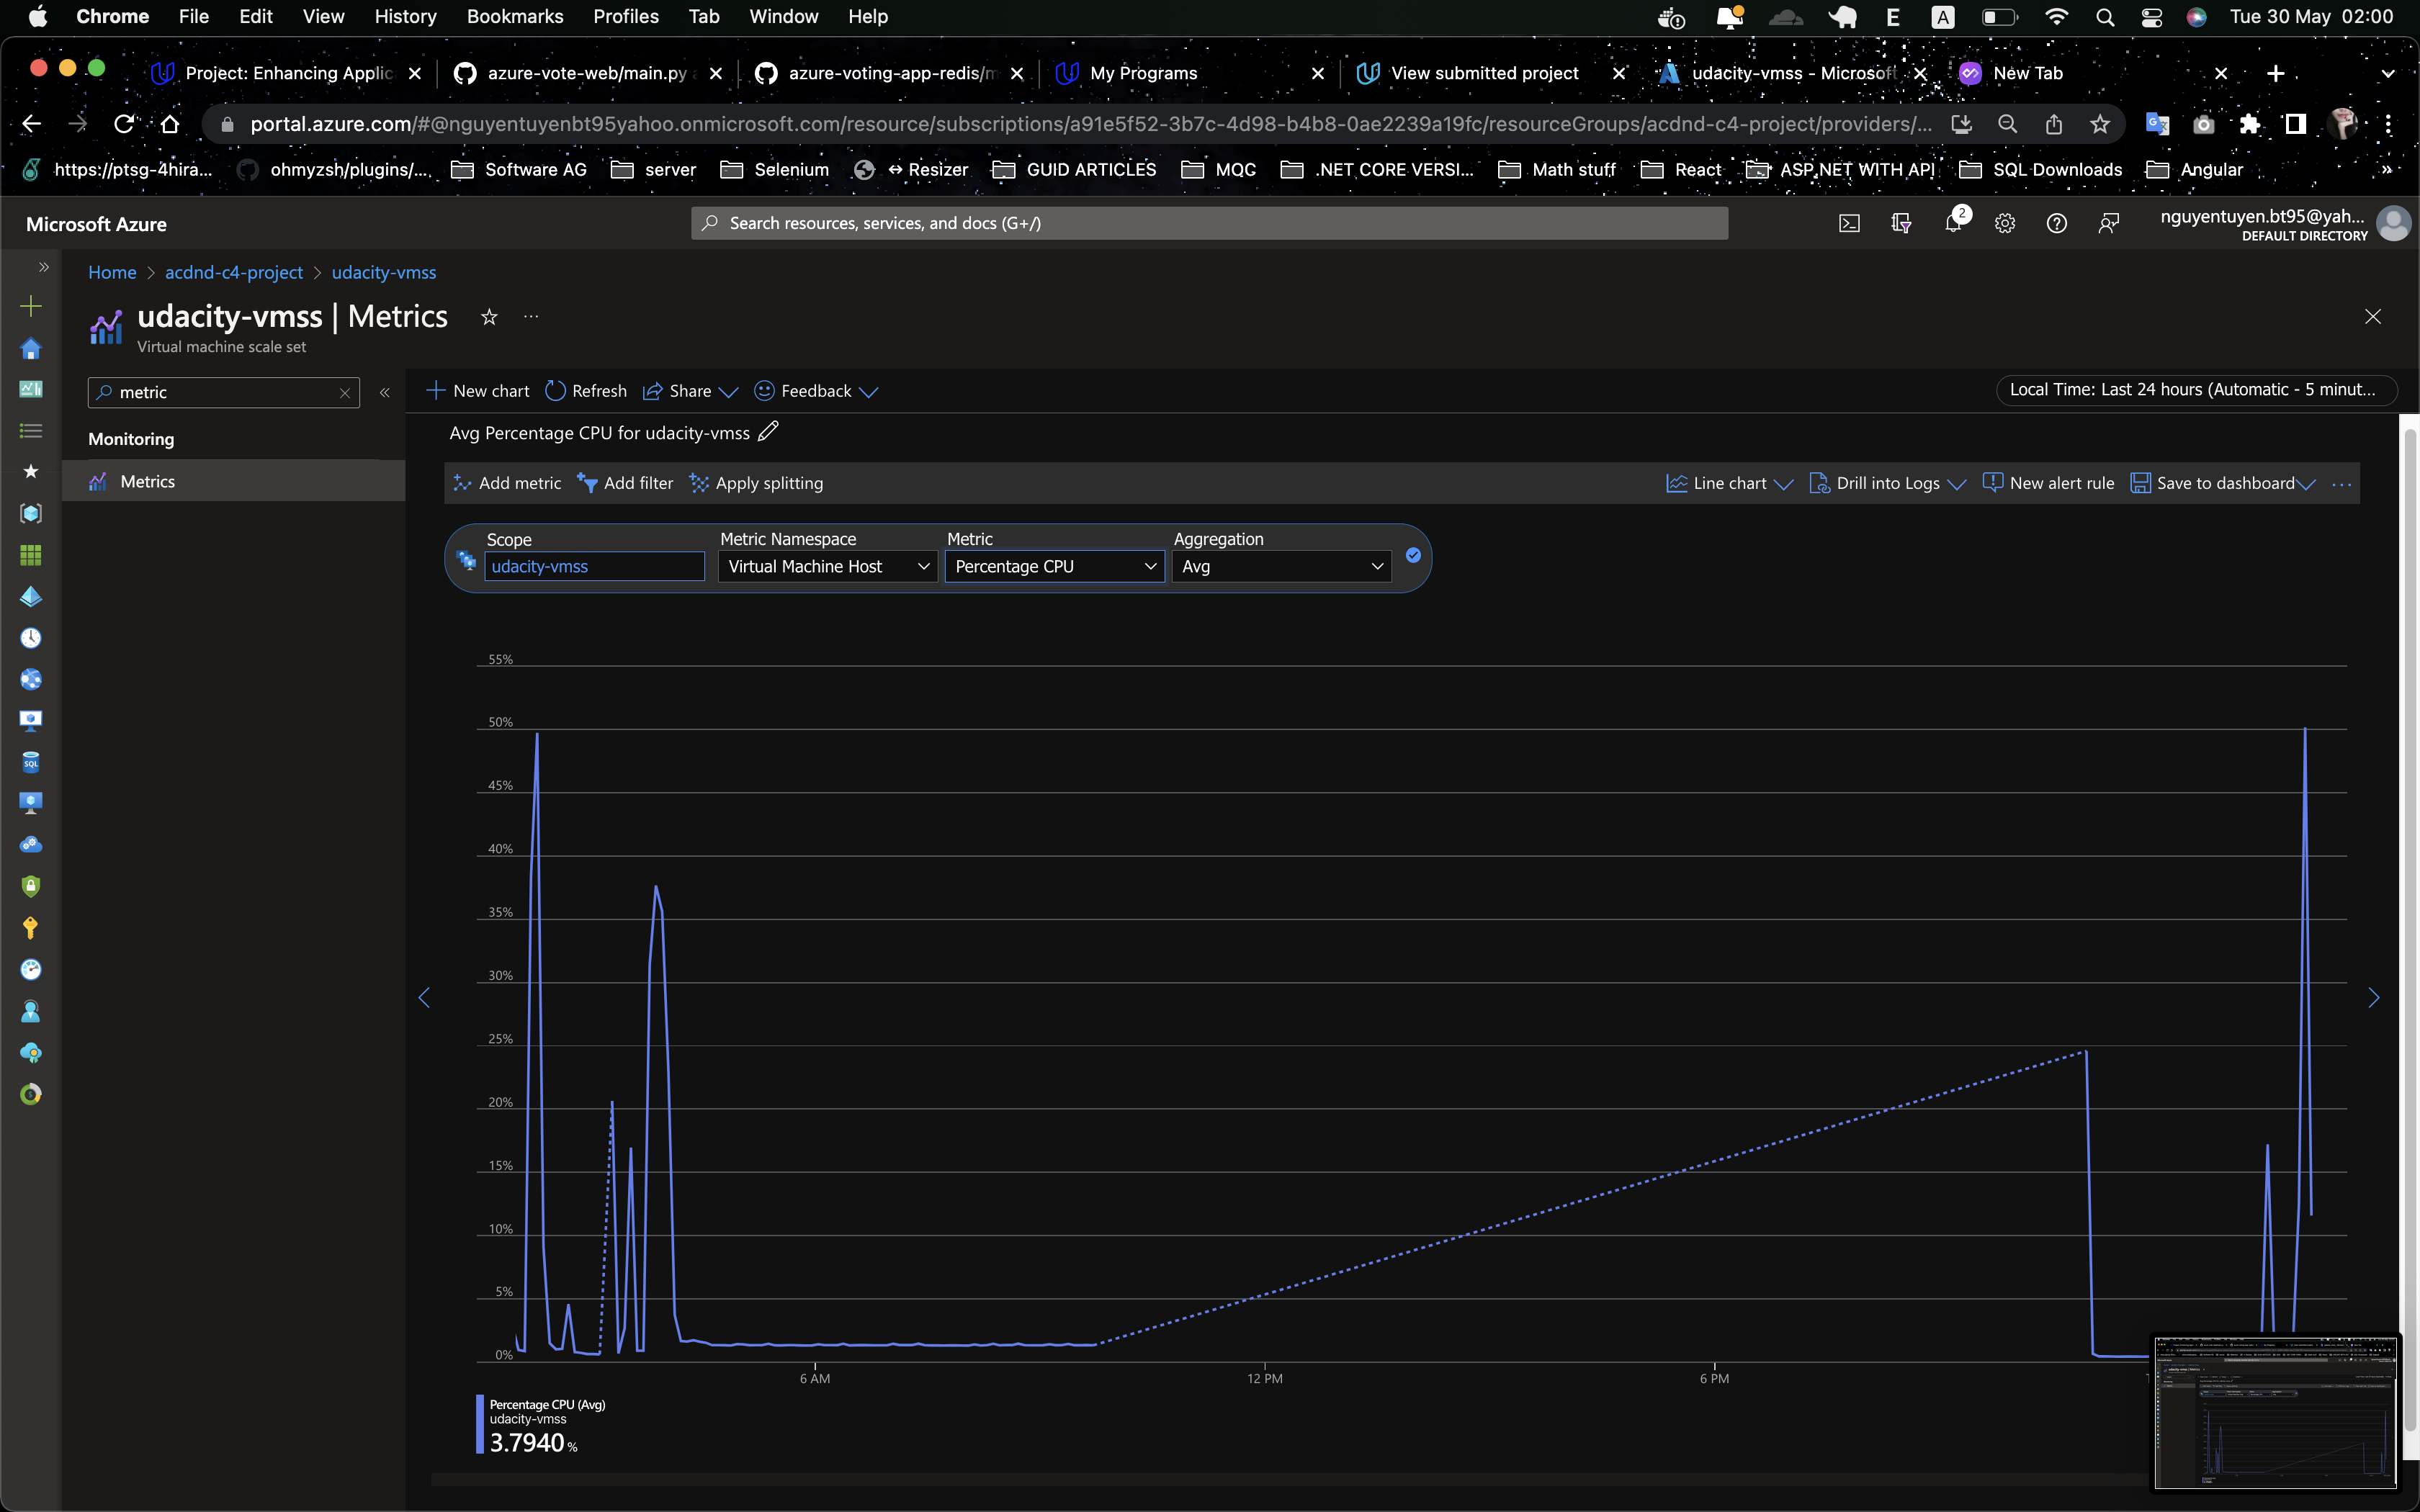 Chrome File Edit View History Bookmarks Profiles Tab Window Help E A Tue 30 May 02:00
Project: Enhancing Applic azure-vote-web/main.py azure-voting-app-redis/m My Programs View submitted project udacity-vmss - Microsoft New Tab
portal.azure.com/#@nguyentuyenbt95yahoo.onmicrosoft.com/resource/subscriptions/a91e5f52-3b7c-4d98-b4b8-0ae2239a19fc/resourceGroups/acdnd-c4-project/providers/...
https://ptsg-4hira... ohmyzsh/plugins/... Software AG server Selenium ↔ Resizer GUID ARTICLES MQC .NET CORE VERSI... Math stuff React ASP.NET WITH API SQL Downloads Angular »
Microsoft Azure Search resources, services, and docs (G+/) 2 nguyentuyen.bt95@yah...
DEFAULT DIRECTORY
Home > acdnd-c4-project > udacity-vmss
udacity-vmss | Metrics ...
Virtual machine scale set
metric
New chart Refresh Share Feedback Local Time: Last 24 hours (Automatic - 5 minut...
Monitoring
Metrics
Avg Percentage CPU for udacity-vmss
Add metric Add filter Apply splitting Line chart Drill into Logs New alert rule Save to dashboard ...
Scope Metric Namespace Metric Aggregation
udacity-vmss Virtual Machine Host Percentage CPU Avg
55%
50%
45%
40%
35%
30%
25%
20%
15%
10%
5%
0%
6 AM 12 PM 6 PM
Percentage CPU (Avg)
udacity-vmss
3.7940 %